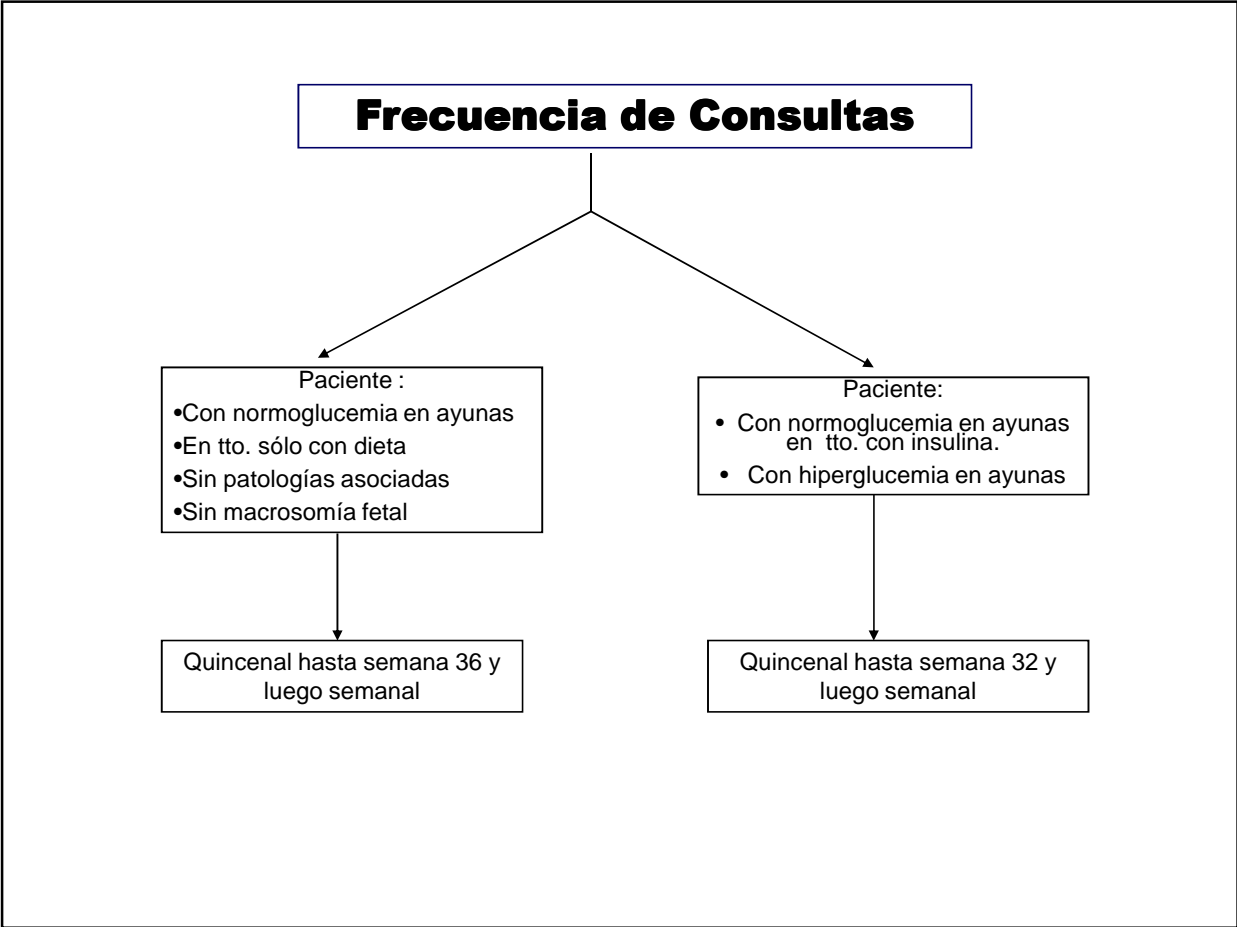 Frecuencia de Consultas
Paciente :
•Con normoglucemia en ayunas
•En tto. sólo con dieta
•Sin patologías asociadas
•Sin macrosomía fetal
Paciente:
• Con normoglucemia en ayunas
en tto. con insulina.
• Con hiperglucemia en ayunas
Quincenal hasta semana 36 y
luego semanal
Quincenal hasta semana 32 y
luego semanal